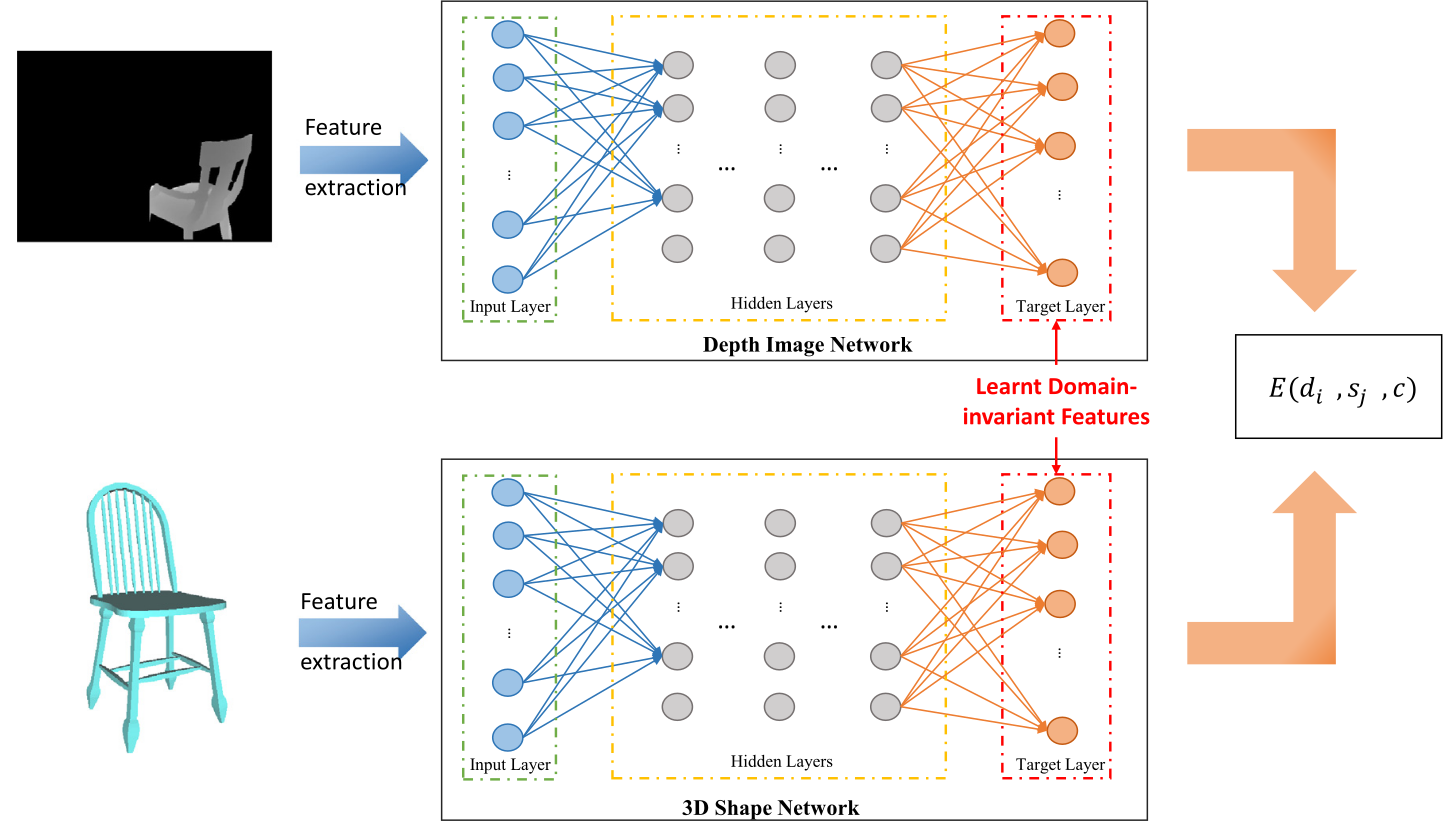 Feature
extraction
⋮
⋮
⋮
⋮
⋮
... ...
Input Layer
Hidden Layers
Target Layer
Depth Image Network
Learnt Domain-
invariant Features
E(d_i , s_j , c)
Feature
extraction
⋮
⋮
⋮
⋮
⋮
... ...
Input Layer
Hidden Layers
Target Layer
3D Shape Network